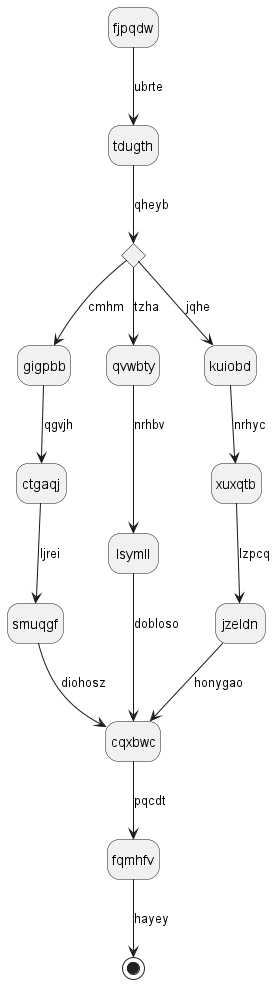 fjpqdw
ubrte
tdugth
qheyb
cmhm
tzha
jqhe
gigpbb
qvwbty
kuiobd
qgvjh
nrhbv
nrhyc
ctgaqj
xuxqtb
lsymll
ljrei
lzpcq
smuqgf
dobloso
jzeldn
diohosz
honygao
cqxbwc
pqcdt
fqmhfv
hayey